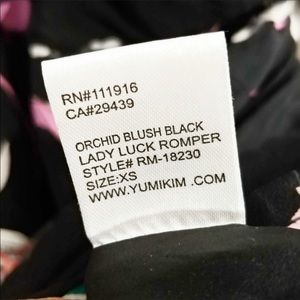 RN#111916
CA#29439
ORCHID BLUSH BLACK
LADY LUCK ROMPER
STYLE# RM-18230
SIZE:XS
WWW.YUMIKIM .COM